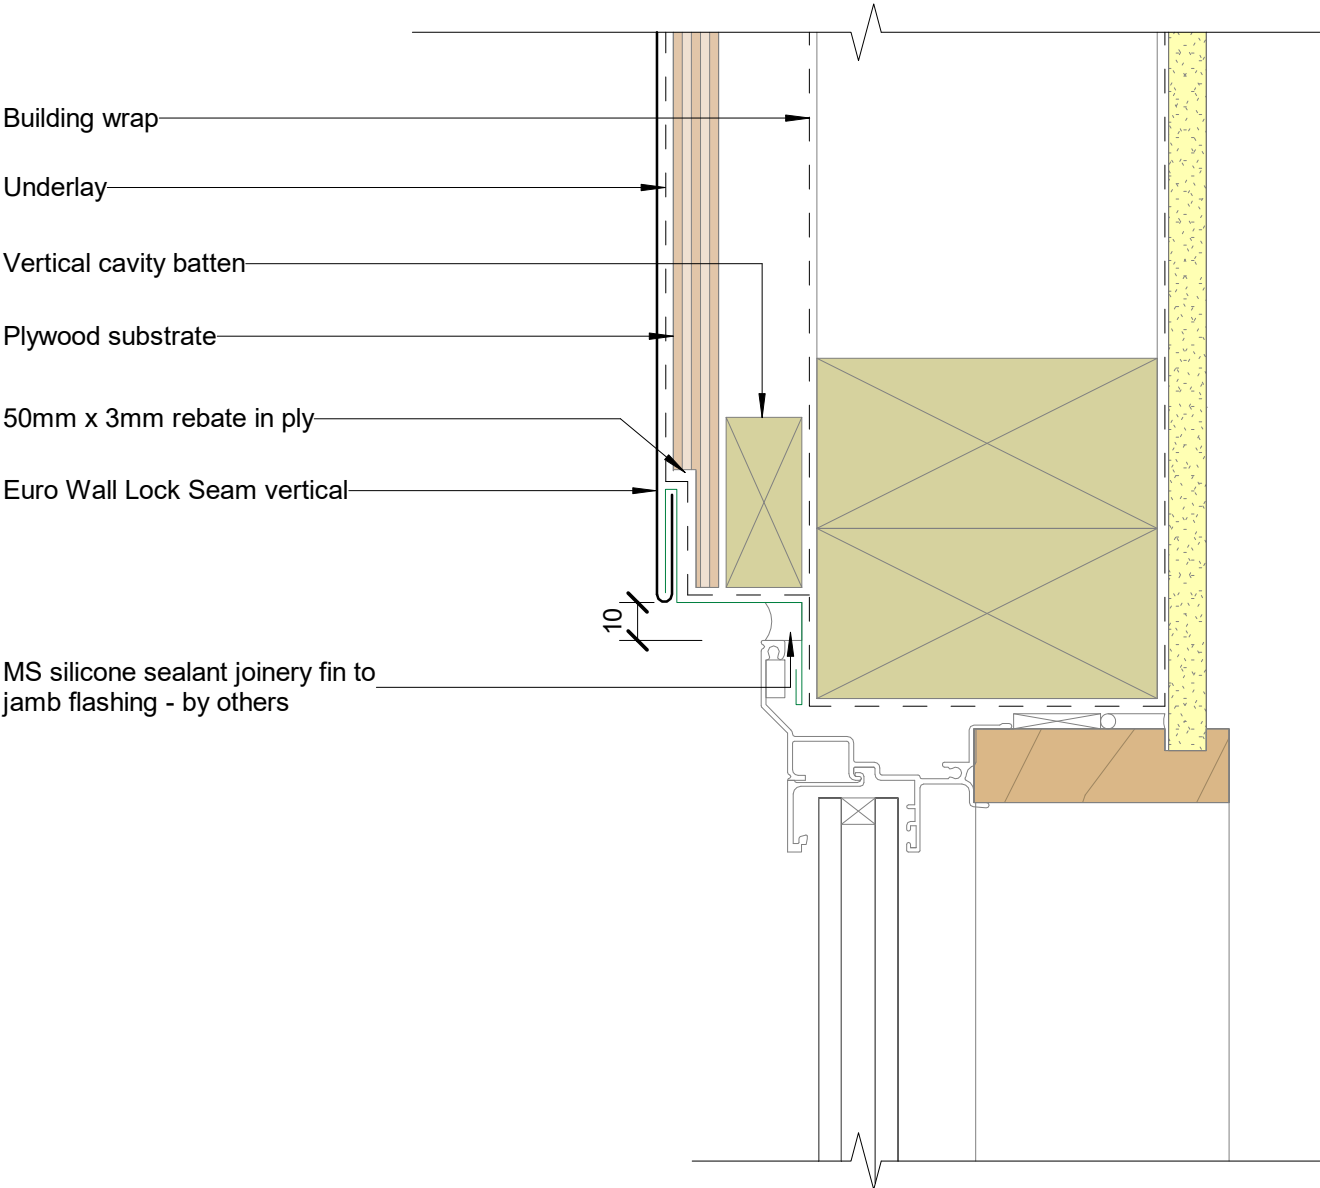 Building wrap
Underlay
Vertical cavity batten
Plywood substrate
50mm x 3mm rebate in ply
Euro Wall Lock Seam vertical
10
MS silicone sealant joinery fin to
jamb flashing - by others